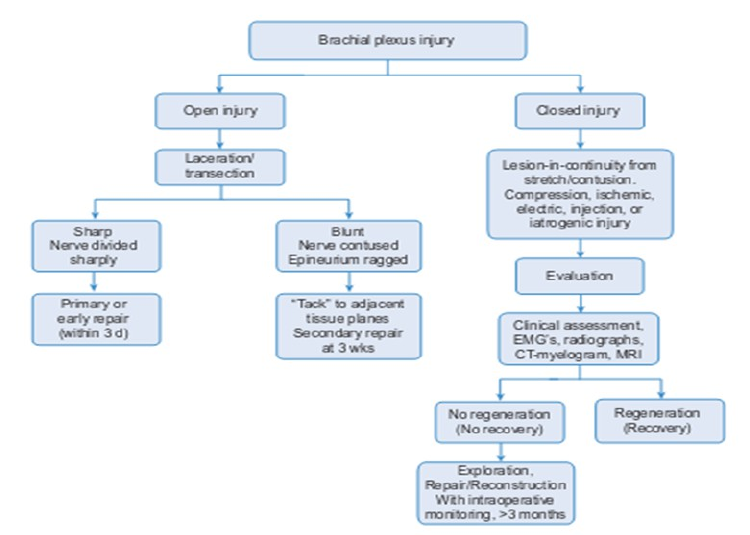 Brachial plexus injury
Open injury
Closed injury
Laceration/
transection
Lesion-in-continuity from
stretch/contusion.
Compression, ischemic,
electric, injection, or
iatrogenic injury
Sharp
Nerve divided
sharply
Blunt
Nerve contused
Epineurium ragged
Evaluation
Primary or
early repair
(within 3 d)
"Tack" to adjacent
tissue planes
Secondary repair
at 3 wks
Clinical assessment,
EMG's, radiographs,
CT-myelogram, MRI
No regeneration
(No recovery)
Regeneration
(Recovery)
Exploration,
Repair/Reconstruction
With intraoperative
monitoring, >3 months